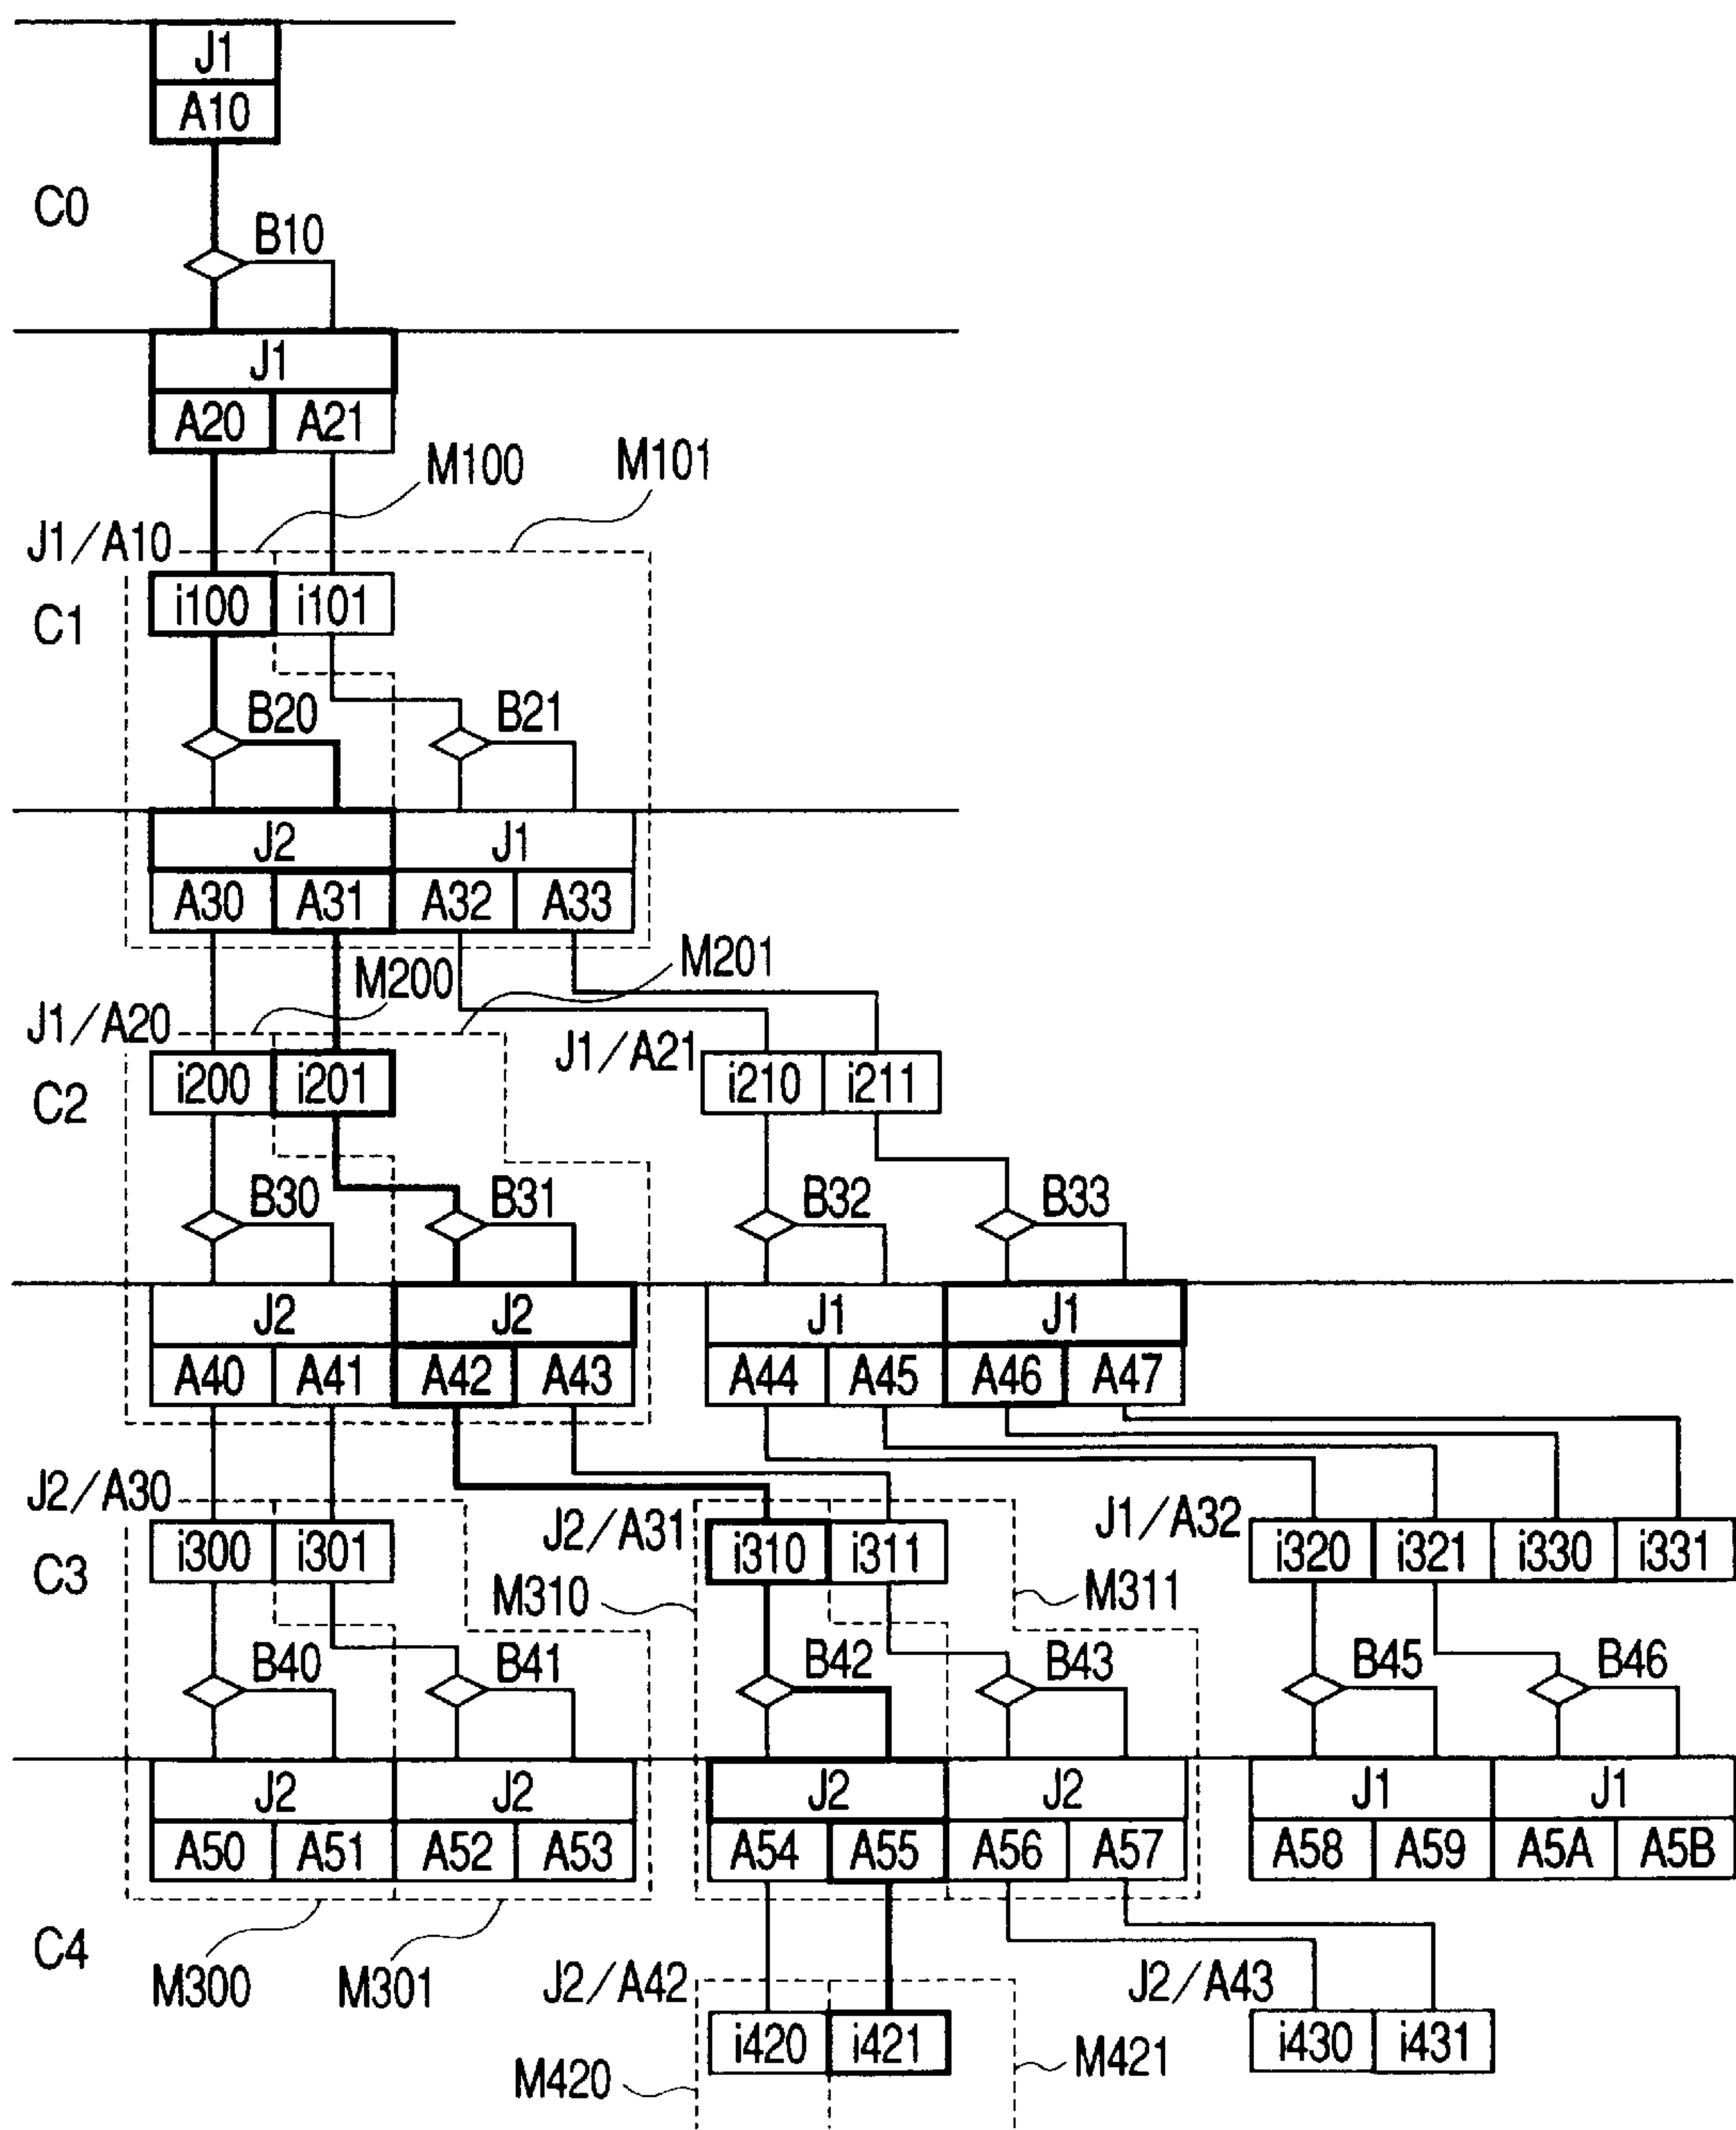 J1
A10
C0
B10
J1
A20 A21
M100 M101
J1/A10
i100 i101
C1
B20 B21
J2 J1
A30 A31 A32 A33
M200 M201
J1/A20 J1/A21
i200 i201 i210 i211
C2
B30 B31 B32 B33
J2 J2 J1 J1
A40 A41 A42 A43 A44 A45 A46 A47
J2/A30 J2/A31 J1/A32
i300 i301 i310 i311 i320 i321 i330 i331
C3
M310 M311
B40 B41 B42 B43 B45 B46
J2 J2 J2 J2 J1 J1
A50 A51 A52 A53 A54 A55 A56 A57 A58 A59 A5A A5B
C4
M300 M301 J2/A42 J2/A43
i420 i421 i430 i431
M420 M421